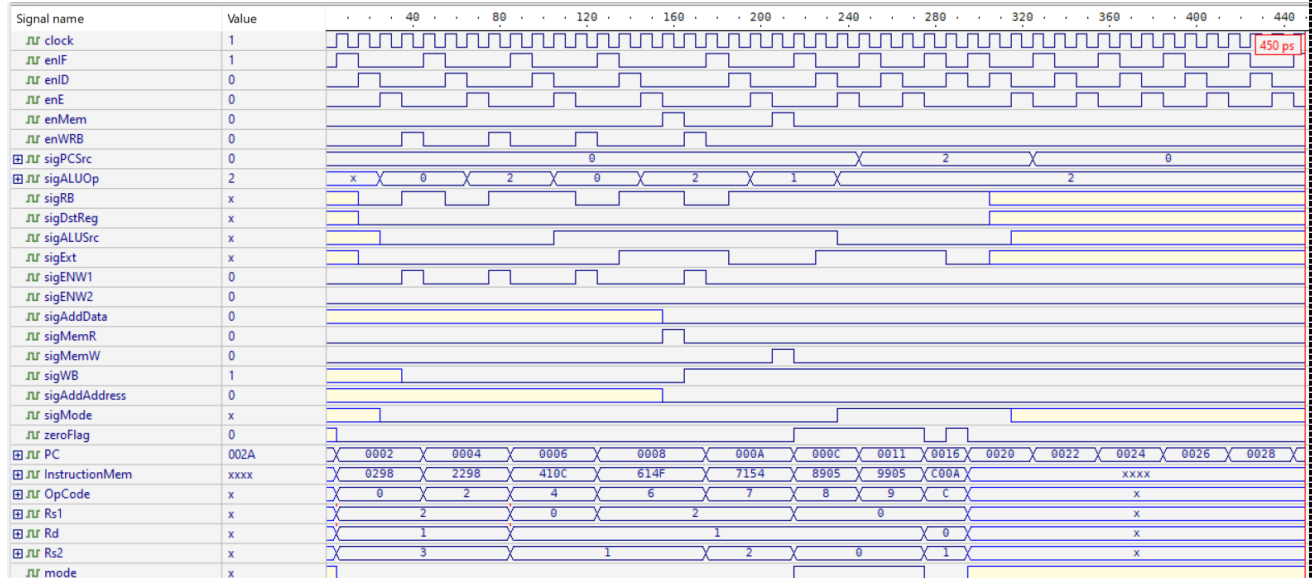 Signal name Value 40 80 120 160 200 240 280 320 360 400 440
clock 1 450 ps
enIF 1
enID 0
enE 0
enMem 0
enWRB 0
sigPCSrc 0 0 2 0
sigALUOp 2 x 0 2 0 2 1 2
sigRB x
sigDstReg x
sigALUSrc x
sigExt x
sigENW1 0
sigENW2 0
sigAddData 0
sigMemR 0
sigMemW 0
sigWB 1
sigAddAddress 0
sigMode x
zeroFlag 0
PC 002A 0002 0004 0006 0008 000A 000C 0011 0016 0020 0022 0024 0026 0028
InstructionMem xxxx 0298 2298 410C 614F 7154 8905 9905 C00A xxxx
OpCode x 0 2 4 6 7 8 9 C x
Rs1 x 2 0 2 0 x
Rd x 1 1 0 x
Rs2 x 3 1 2 0 1 x
mode x